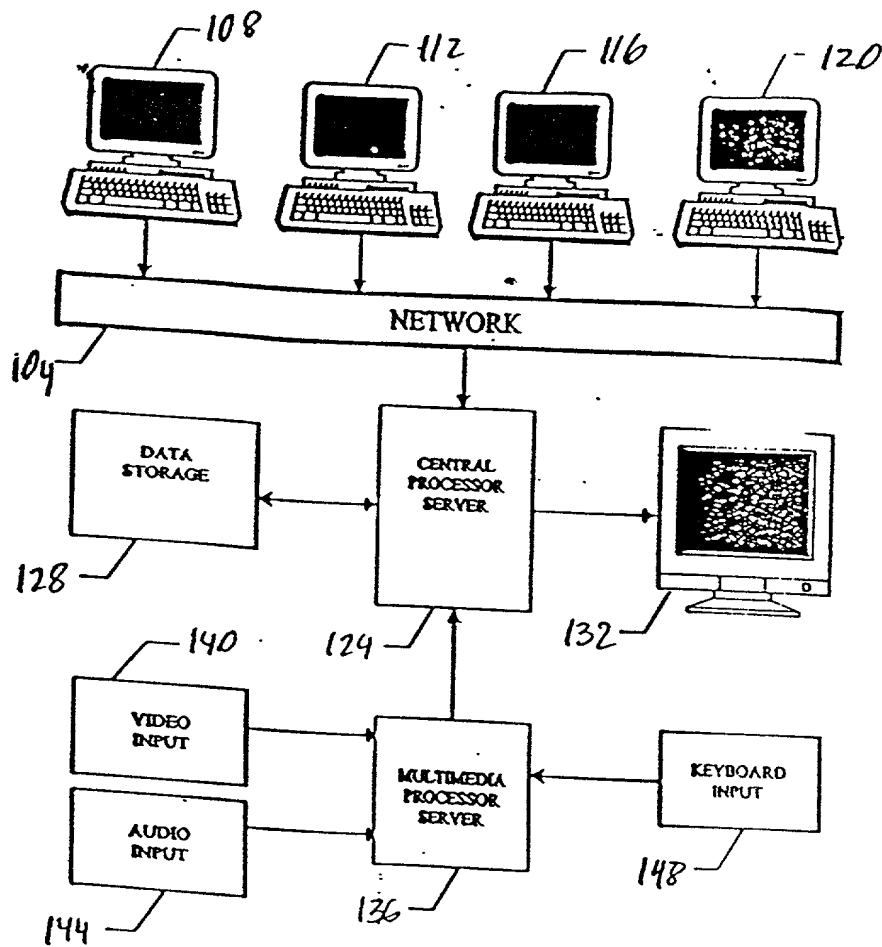 108
112
116
120
NETWORK
104
DATA
STORAGE
CENTRAL
PROCESSOR
SERVER
128
124
132
140
VIDEO
INPUT
MULTIMEDIA
PROCESSOR
SERVER
KEYBOARD
INPUT
AUDIO
INPUT
144
136
148